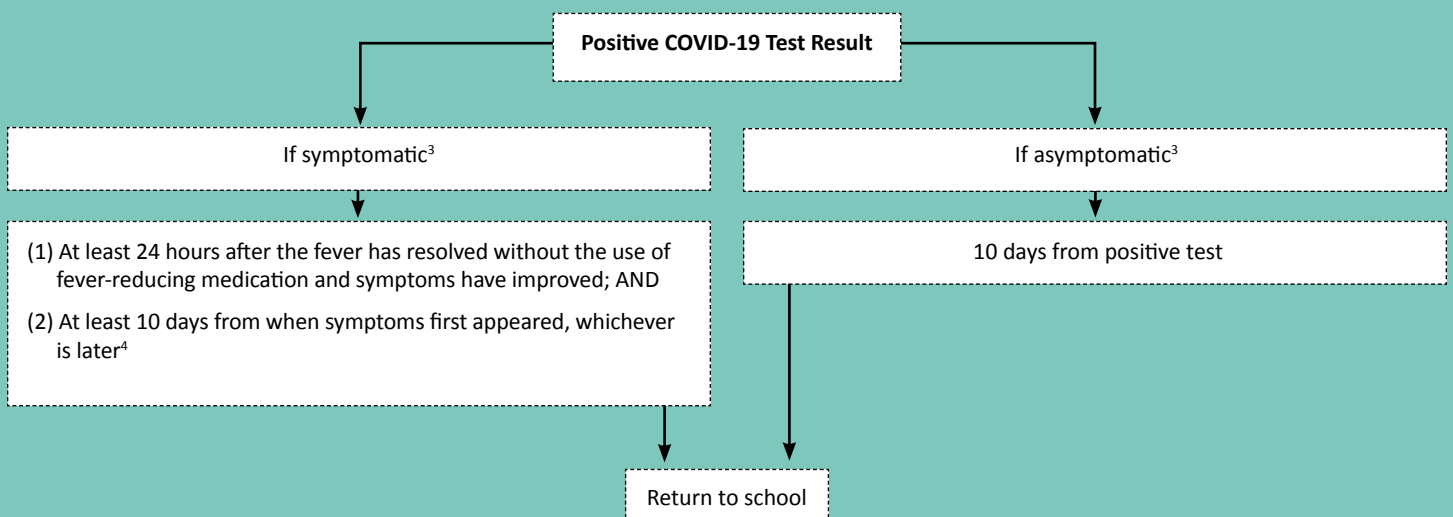 Positive COVID-19 Test Result
If symptomatic³
If asymptomatic³
(1) At least 24 hours after the fever has resolved without the use of
fever-reducing medication and symptoms have improved; AND
(2) At least 10 days from when symptoms first appeared, whichever
is later⁴
10 days from positive test
Return to school